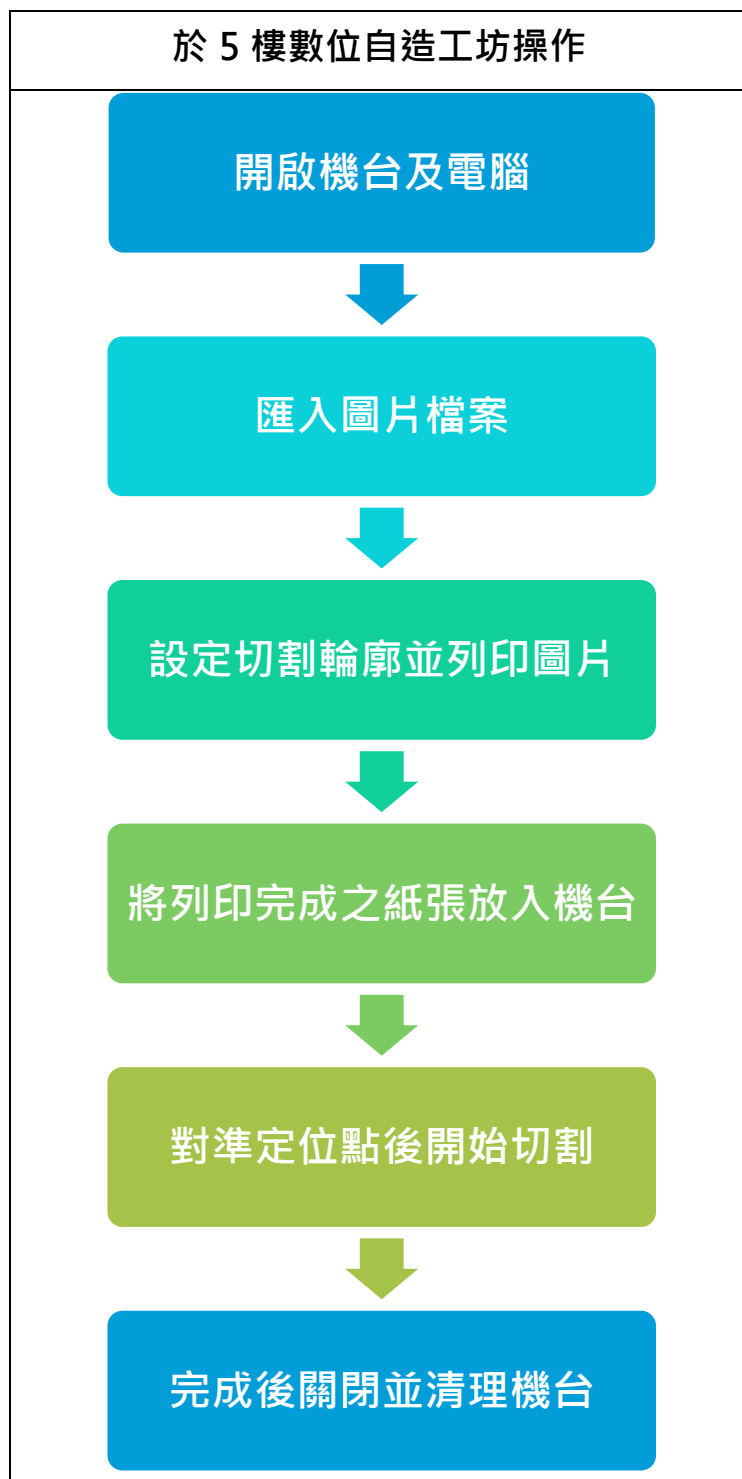 於 5 樓數位自造工坊操作
開啟機台及電腦
匯入圖片檔案
設定切割輪廓並列印圖片
將列印完成之紙張放入機台
對準定位點後開始切割
完成後關閉並清理機台